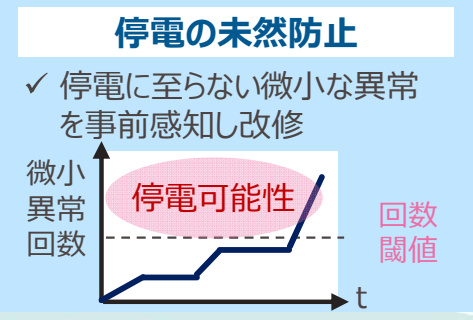 停電の未然防止
✓ 停電に至らない微小な異常
を事前感知し改修
微小
異常
回数
停電可能性
回数
閾値
t